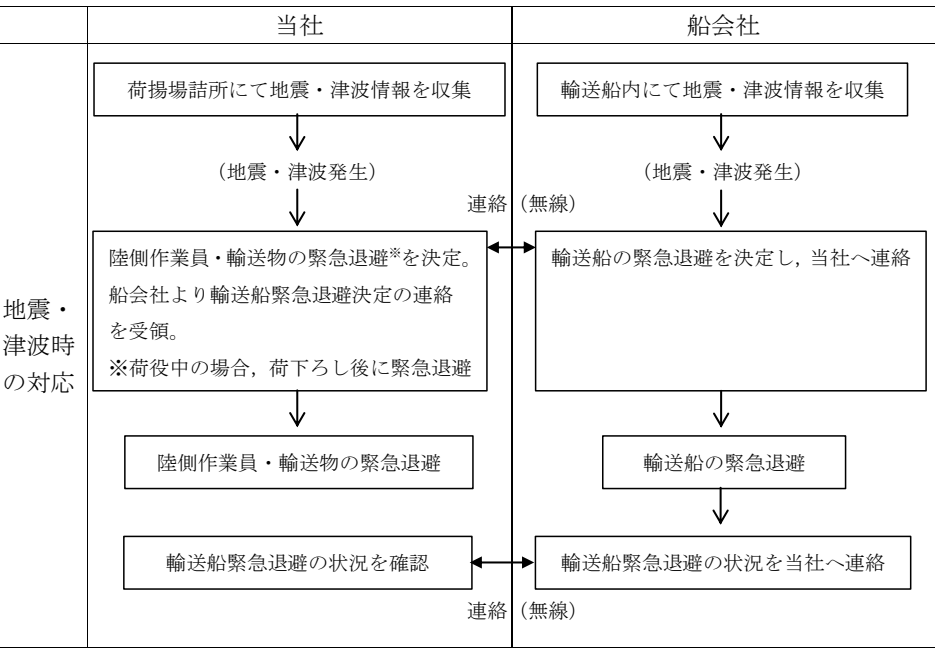 当社
船会社
地震・
津波時
の対応
荷揚場詰所にて地震・津波情報を収集
輸送船内にて地震・津波情報を収集
(地震・津波発生)
(地震・津波発生)
連絡(無線)
陸側作業員・輸送物の緊急退避※を決定。
船会社より輸送船緊急退避決定の連絡
を受領。
※荷役中の場合,荷下ろし後に緊急退避
輸送船の緊急退避を決定し,当社へ連絡
陸側作業員・輸送物の緊急退避
輸送船の緊急退避
輸送船緊急退避の状況を確認
輸送船緊急退避の状況を当社へ連絡
連絡(無線)